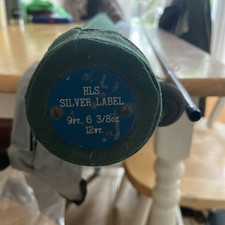 HLS
SILVER LABEL
9FT. 6 3/8oz.
12WT.